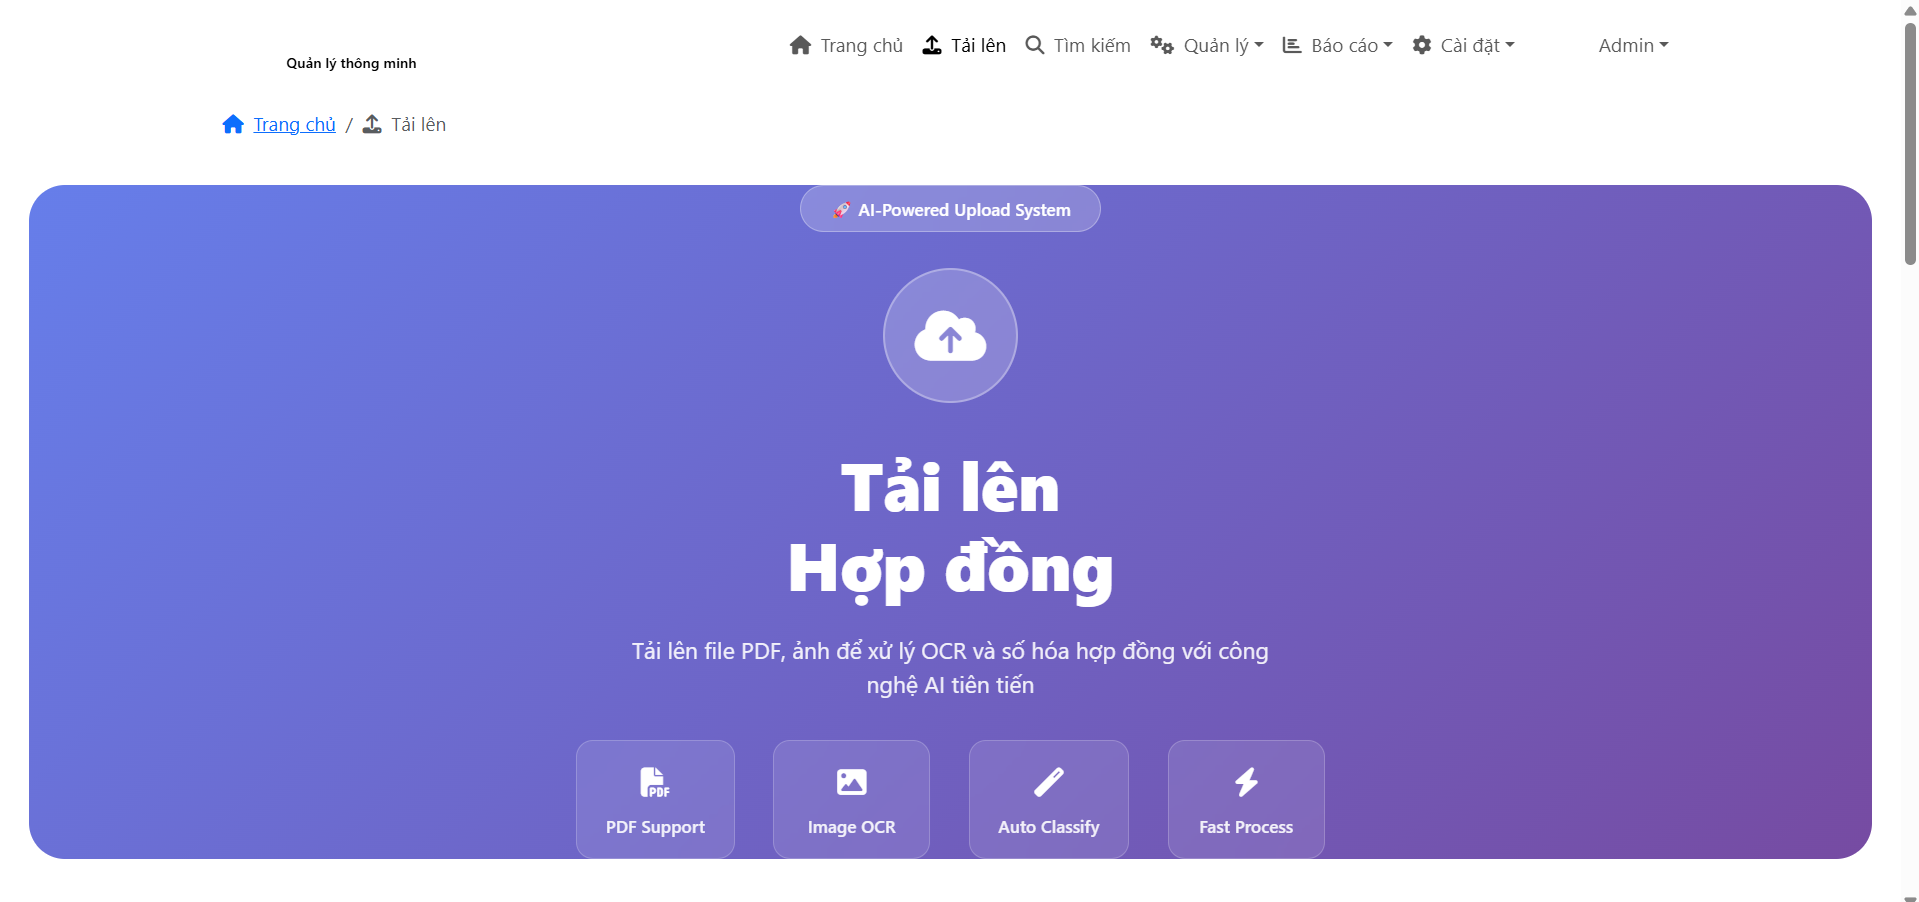 Quản lý thông minh
Trang chủ
Tải lên
Tìm kiếm
Quản lý
Báo cáo
Cài đặt
Admin
Trang chủ / Tải lên
🚀 AI-Powered Upload System
Tải lên
Hợp đồng
Tải lên file PDF, ảnh để xử lý OCR và số hóa hợp đồng với công
nghệ AI tiên tiến
PDF
PDF Support
Image OCR
Auto Classify
Fast Process